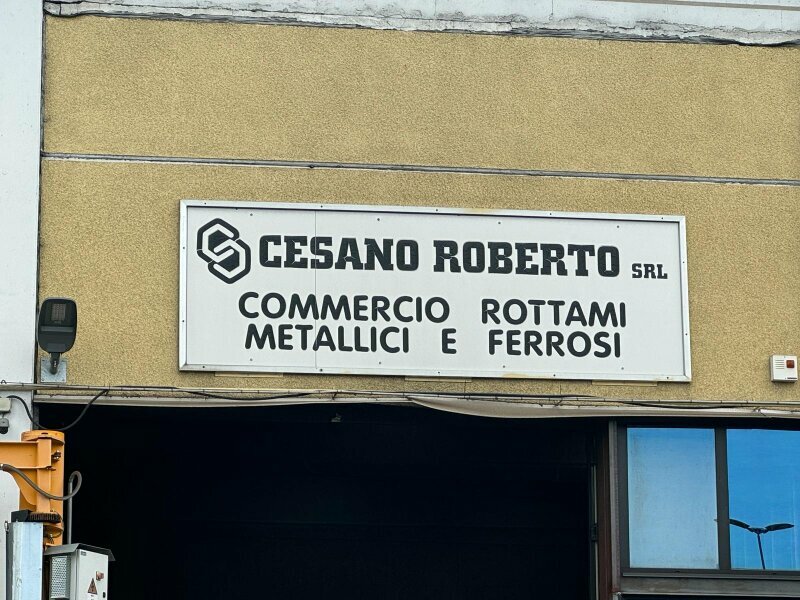 CESANO ROBERTO SRL
COMMERCIO ROTTAMI
METALLICI E FERROSI